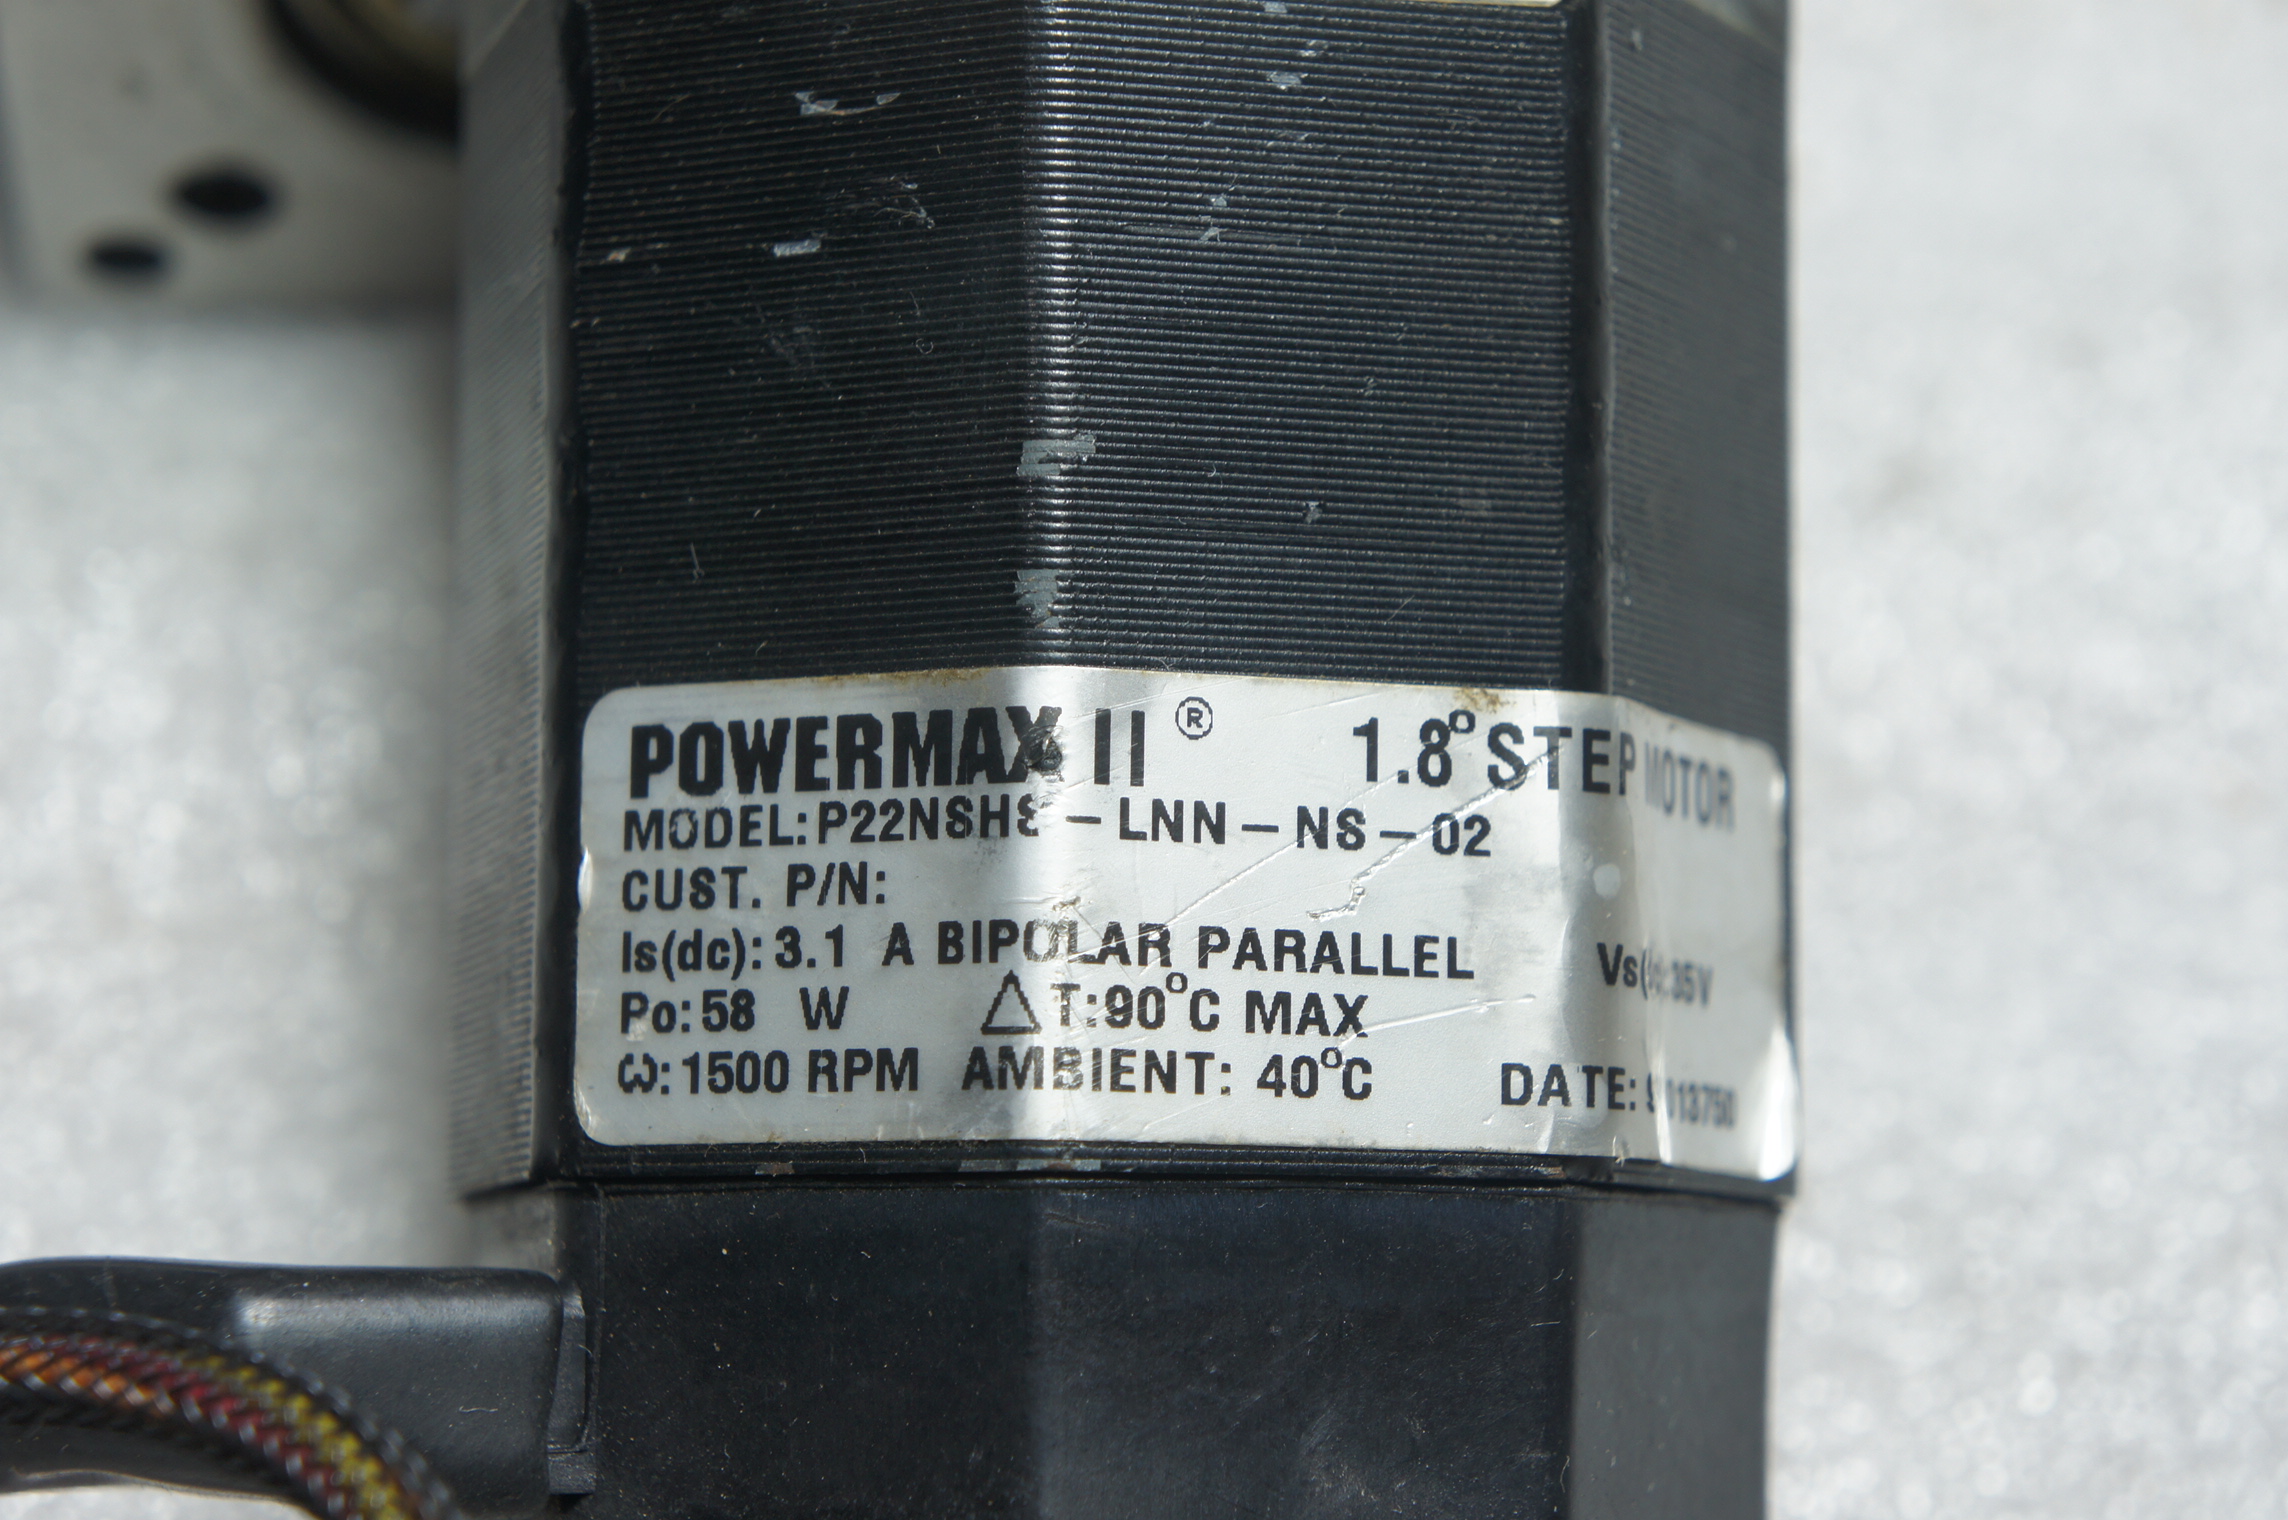 POWERMAX II ® 1.8° STEP MOTOR
MODEL: P22NSHS - LNN - NS - 02
CUST. P/N:
Is(dc): 3.1 A BIPOLAR PARALLEL
Po: 58 W △T: 90°C MAX
ω: 1500 RPM AMBIENT: 40°C DATE: